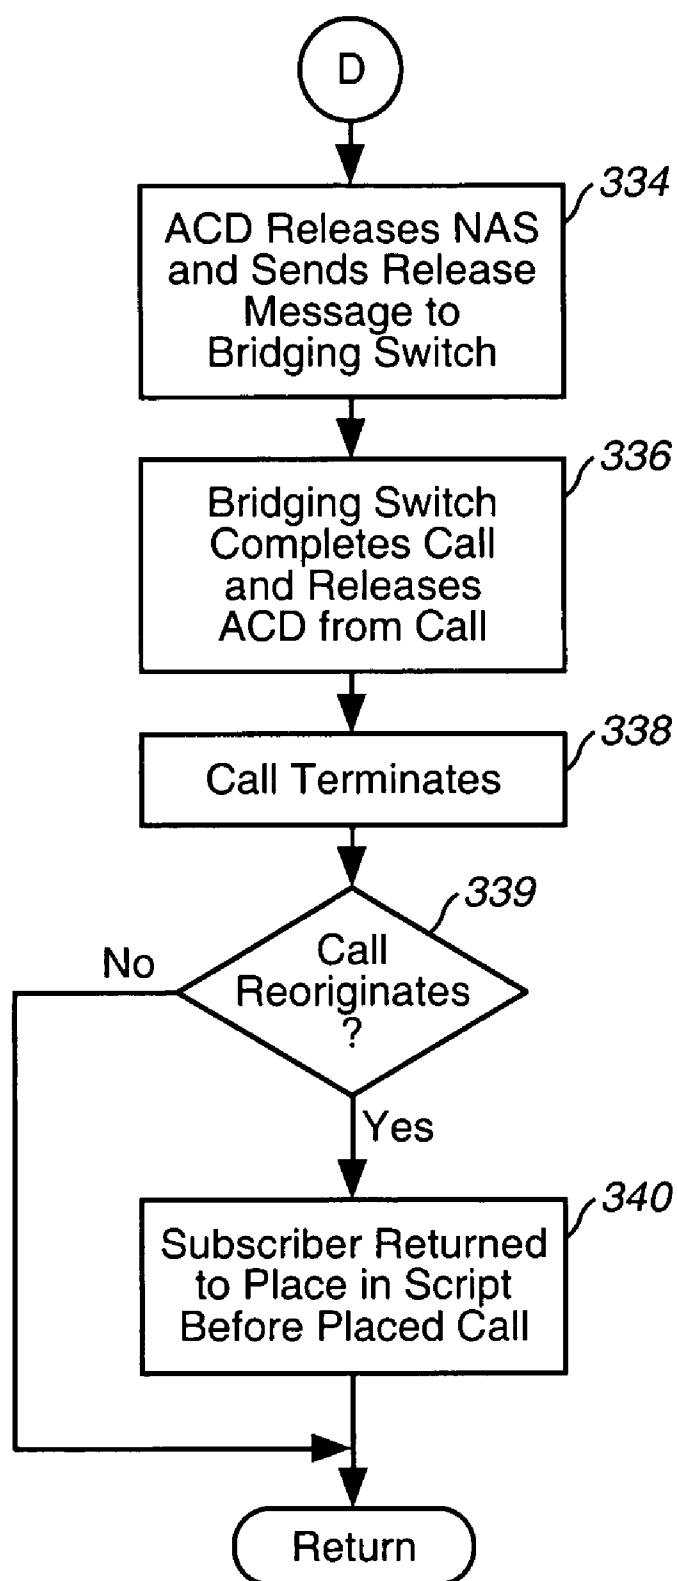 D
334
ACD Releases NAS
and Sends Release
Message to
Bridging Switch
336
Bridging Switch
Completes Call
and Releases
ACD from Call
338
Call Terminates
339
Call
Reoriginates
?
No
Yes
340
Subscriber Returned
to Place in Script
Before Placed Call
Return